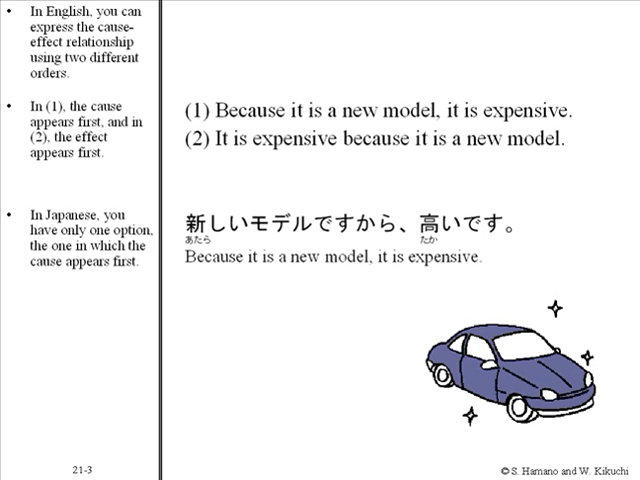 • In English, you can
express the cause-
effect relationship
using two different
orders.
• In (1), the cause
appears first, and in
(2), the effect
appears first.
• In Japanese, you
have only one option,
the one in which the
cause appears first.
(1) Because it is a new model, it is expensive.
(2) It is expensive because it is a new model.
新しいモデルですから、高いです。
あたら たか
Because it is a new model, it is expensive.
21-3
© S. Hamano and W. Kikuchi